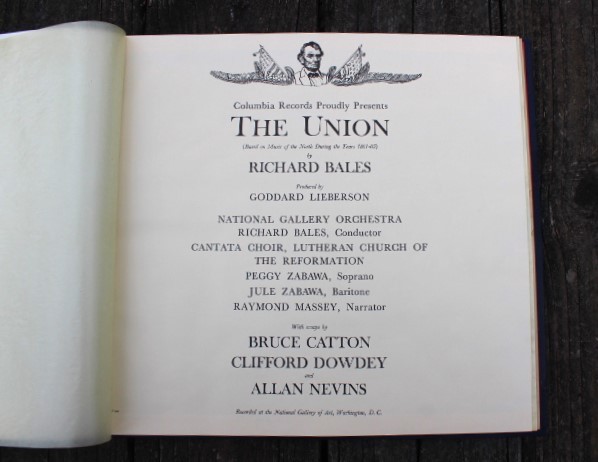 Columbia Records Proudly Presents
THE UNION
(Based on Music of the North During the Years 1861-65)
by
RICHARD BALES
Produced by
GODDARD LIEBERSON
NATIONAL GALLERY ORCHESTRA
RICHARD BALES, Conductor
CANTATA CHOIR, LUTHERAN CHURCH OF
THE REFORMATION
PEGGY ZABAWA, Soprano
JULE ZABAWA, Baritone
RAYMOND MASSEY, Narrator
With essays by
BRUCE CATTON
CLIFFORD DOWDEY
and
ALLAN NEVINS
Recorded at the National Gallery of Art, Washington, D. C.